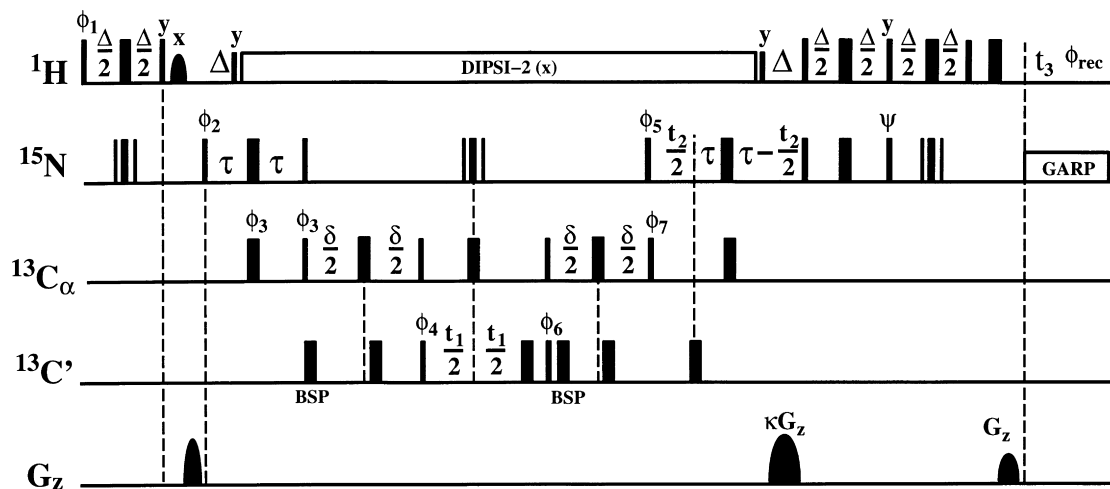 ϕ1 Δ/2 Δ/2 y x Δ y y Δ Δ/2 Δ/2 y Δ/2 Δ/2 t3 ϕrec
1H DIPSI-2 (x)
15N ϕ2 τ τ ϕ5 t2/2 τ τ- t2/2 ψ GARP
13Cα ϕ3 ϕ3 δ/2 δ/2 δ/2 δ/2 ϕ7
13C' ϕ4 t1/2 t1/2 ϕ6
BSP BSP
Gz κGz Gz